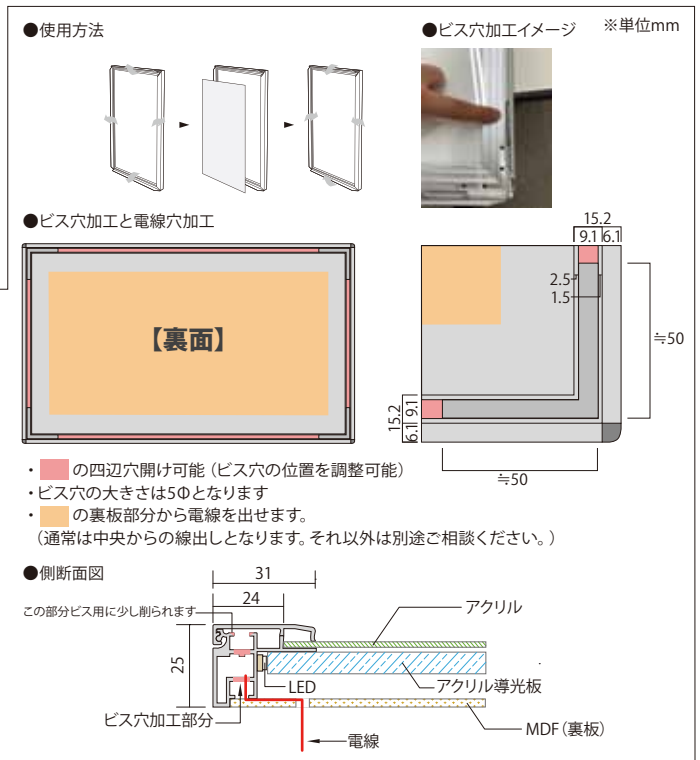 ●使用方法
●ビス穴加工イメージ
※単位mm
●ビス穴加工と電線穴加工
【裏面】
15.2
9.1
6.1
2.5
1.5
≒50
15.2
9.1
6.1
≒50
・ の四辺穴開け可能（ビス穴の位置を調整可能）
・ビス穴の大きさは5Φとなります
・ の裏板部分から電線を出せます。
（通常は中央からの線出しとなります。それ以外は別途ご相談ください。）
●側断面図
31
24
この部分ビス用に少し削られます
25
アクリル
LED
アクリル導光板
ビス穴加工部分
MDF（裏板）
電線